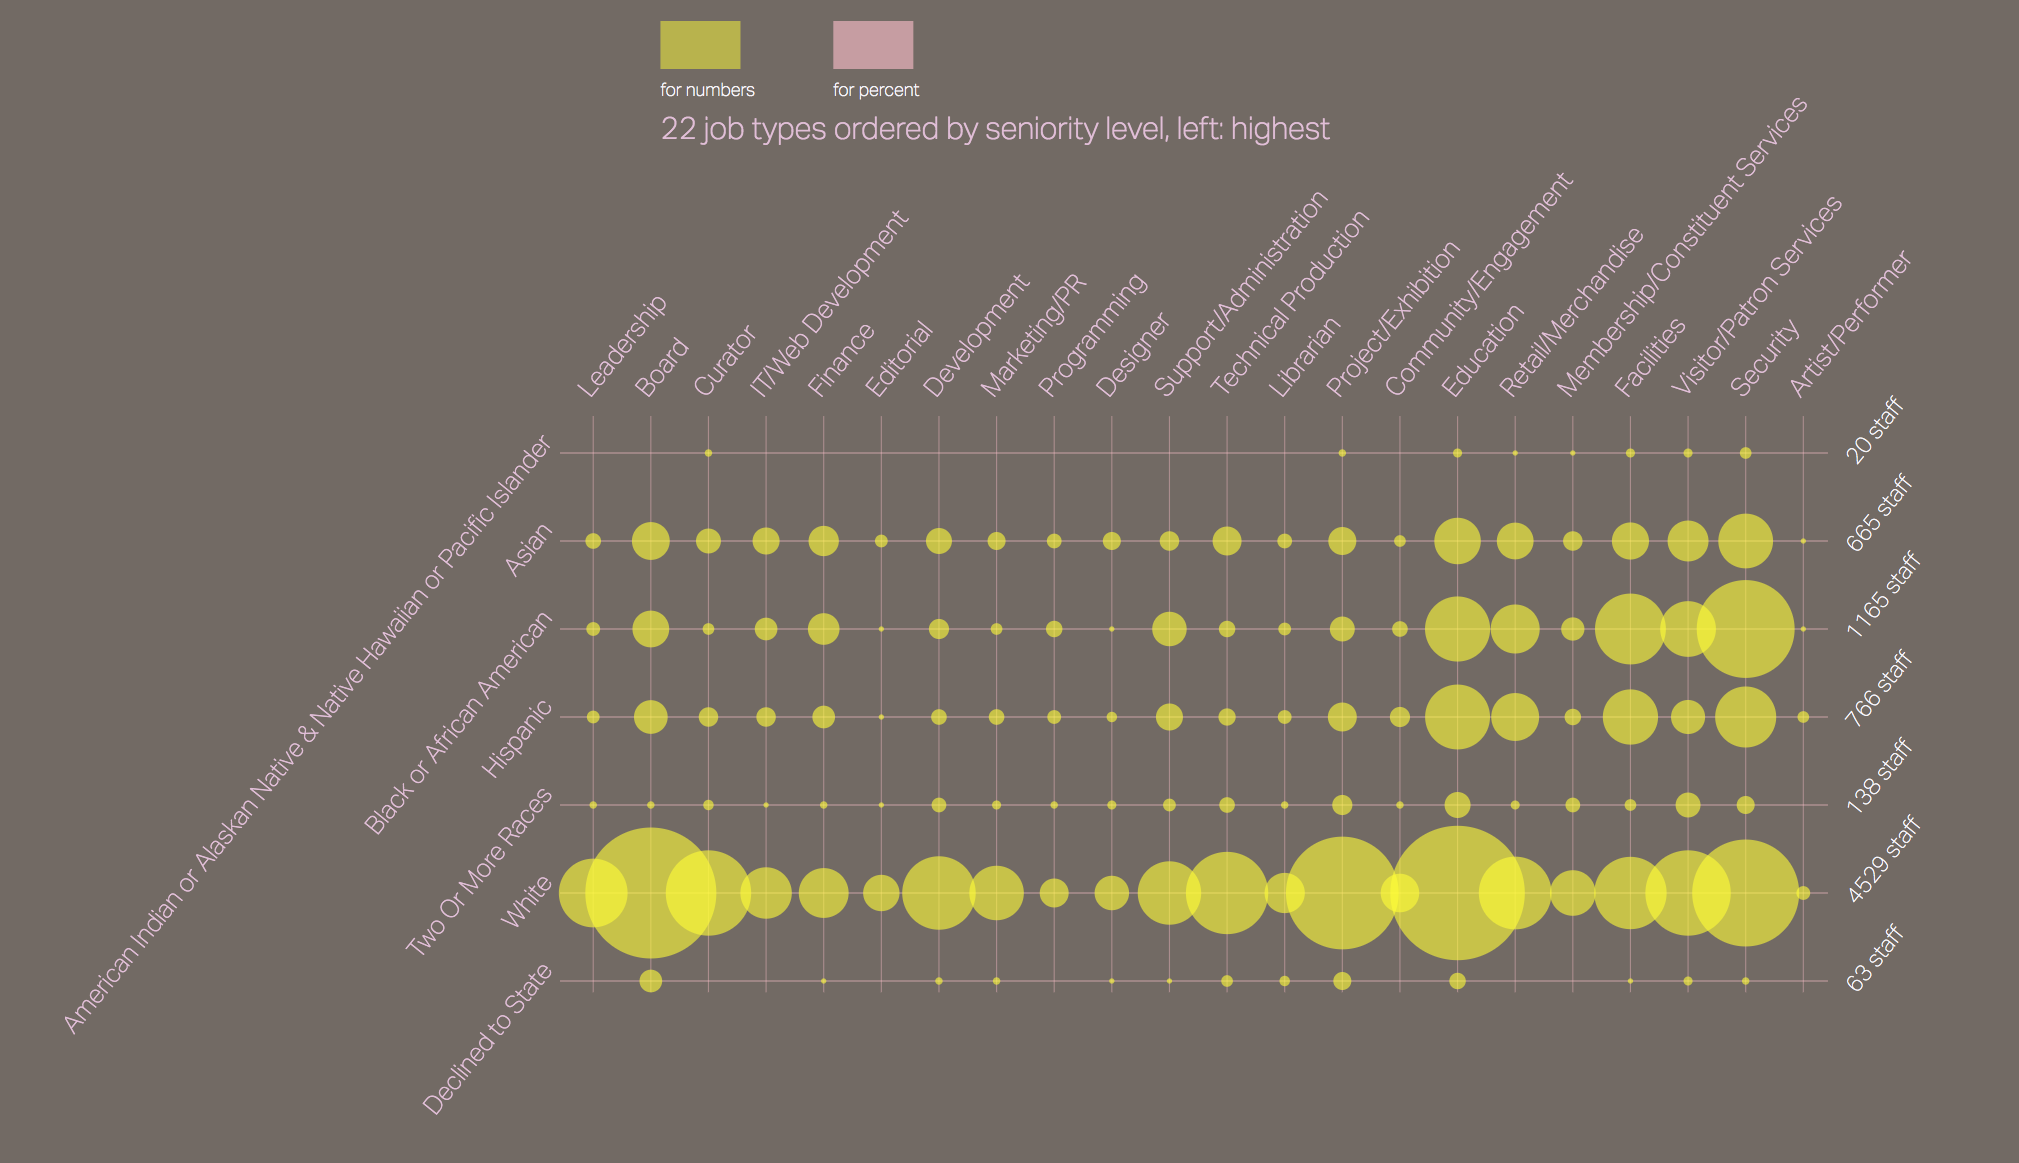 for numbers
for percent
22 job types ordered by seniority level, left: highest
Leadership
Board
Curator
IT/Web Development
Finance
Editorial
Development
Marketing/PR
Programming
Designer
Support/Administration
Technical Production
Librarian
Project/Exhibition
Community/Engagement
Education
Retail/Merchandise
Membership/Constituent Services
Facilities
Visitor/Patron Services
Security
Artist/Performer
American Indian or Alaskan Native & Native Hawaiian or Pacific Islander
20 staff
Asian
665 staff
Black or African American
1165 staff
Hispanic
766 staff
Two Or More Races
138 staff
White
4529 staff
Declined to State
63 staff